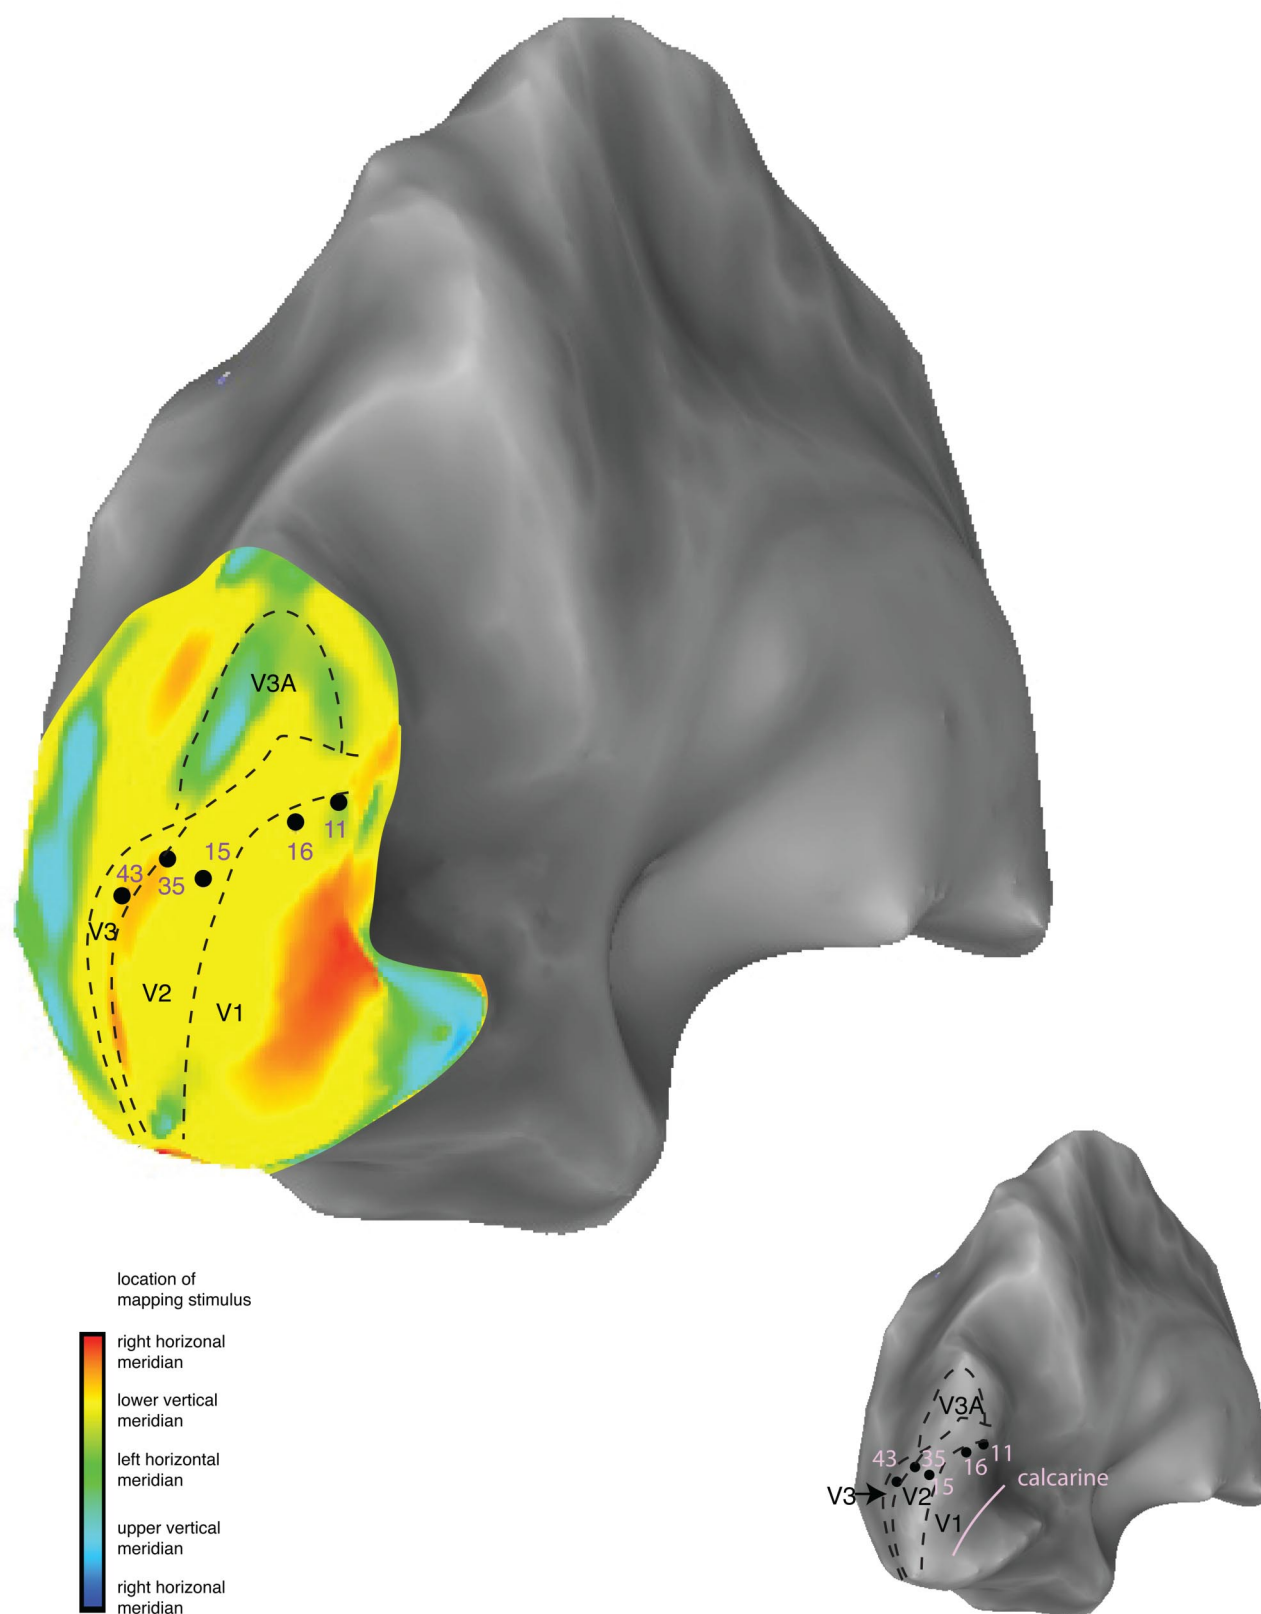 V3A
11
16
15
43
35
V3
V2
V1
location of
mapping stimulus
right horizonal
meridian
lower vertical
meridian
left horizontal
meridian
upper vertical
meridian
right horizonal
meridian
V3A
43
35
16
11
15
calcarine
V3
V2
V1